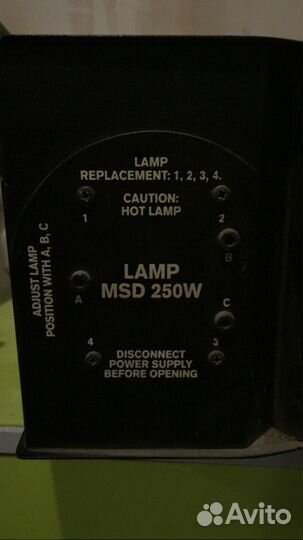 LAMP
REPLACEMENT: 1, 2, 3, 4.
CAUTION:
HOT LAMP
1
2
B
ADJUST LAMP
POSITION WITH A, B, C
LAMP
MSD 250W
A
C
4
3
DISCONNECT
POWER SUPPLY
BEFORE OPENING
Avito